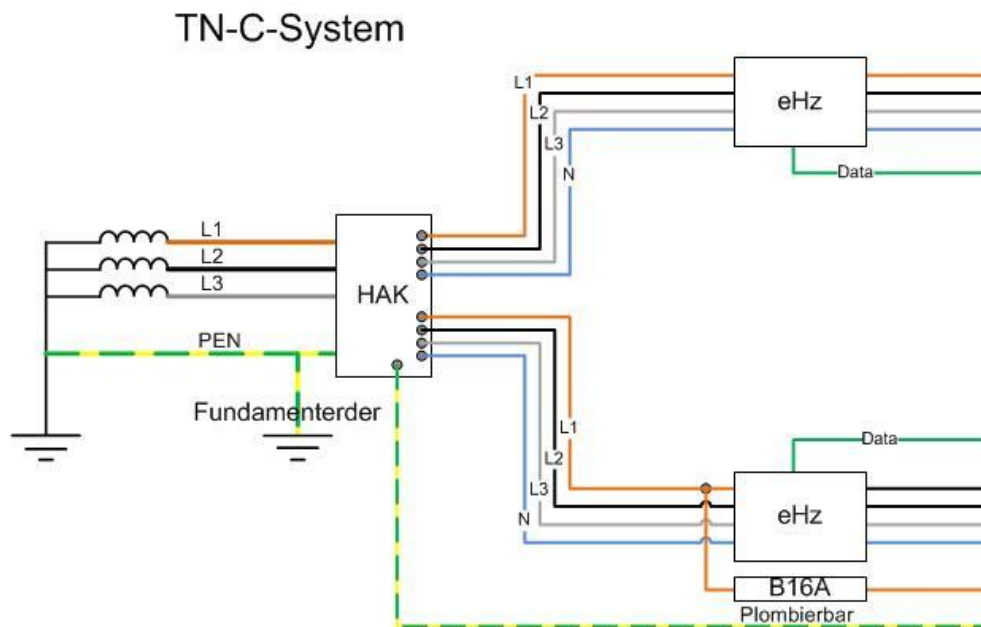 TN-C-System
L1
L2
L3
N
eHz
Data
L1
L2
L3
PEN
HAK
Fundamenterder
L1
L2
L3
N
Data
eHz
B16A
Plombierbar